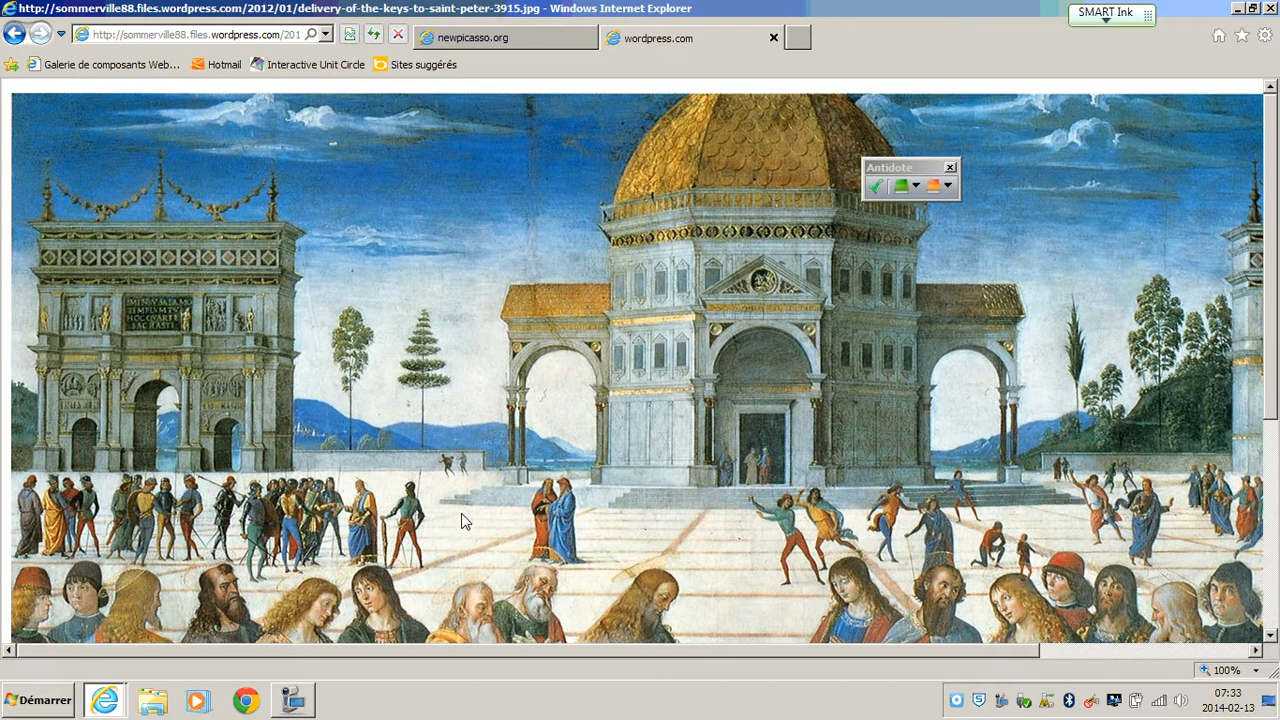 http://sommerville88.files.wordpress.com/2012/01/delivery-of-the-keys-to-saint-peter-3915.jpg - Windows Internet Explorer
SMART Ink
http://sommerville88.files.wordpress.com/201
newpicasso.org
wordpress.com
Galerie de composants Web...
Hotmail
Interactive Unit Circle
Sites suggérés
Antidote
100%
Démarrer
07:33
2014-02-13